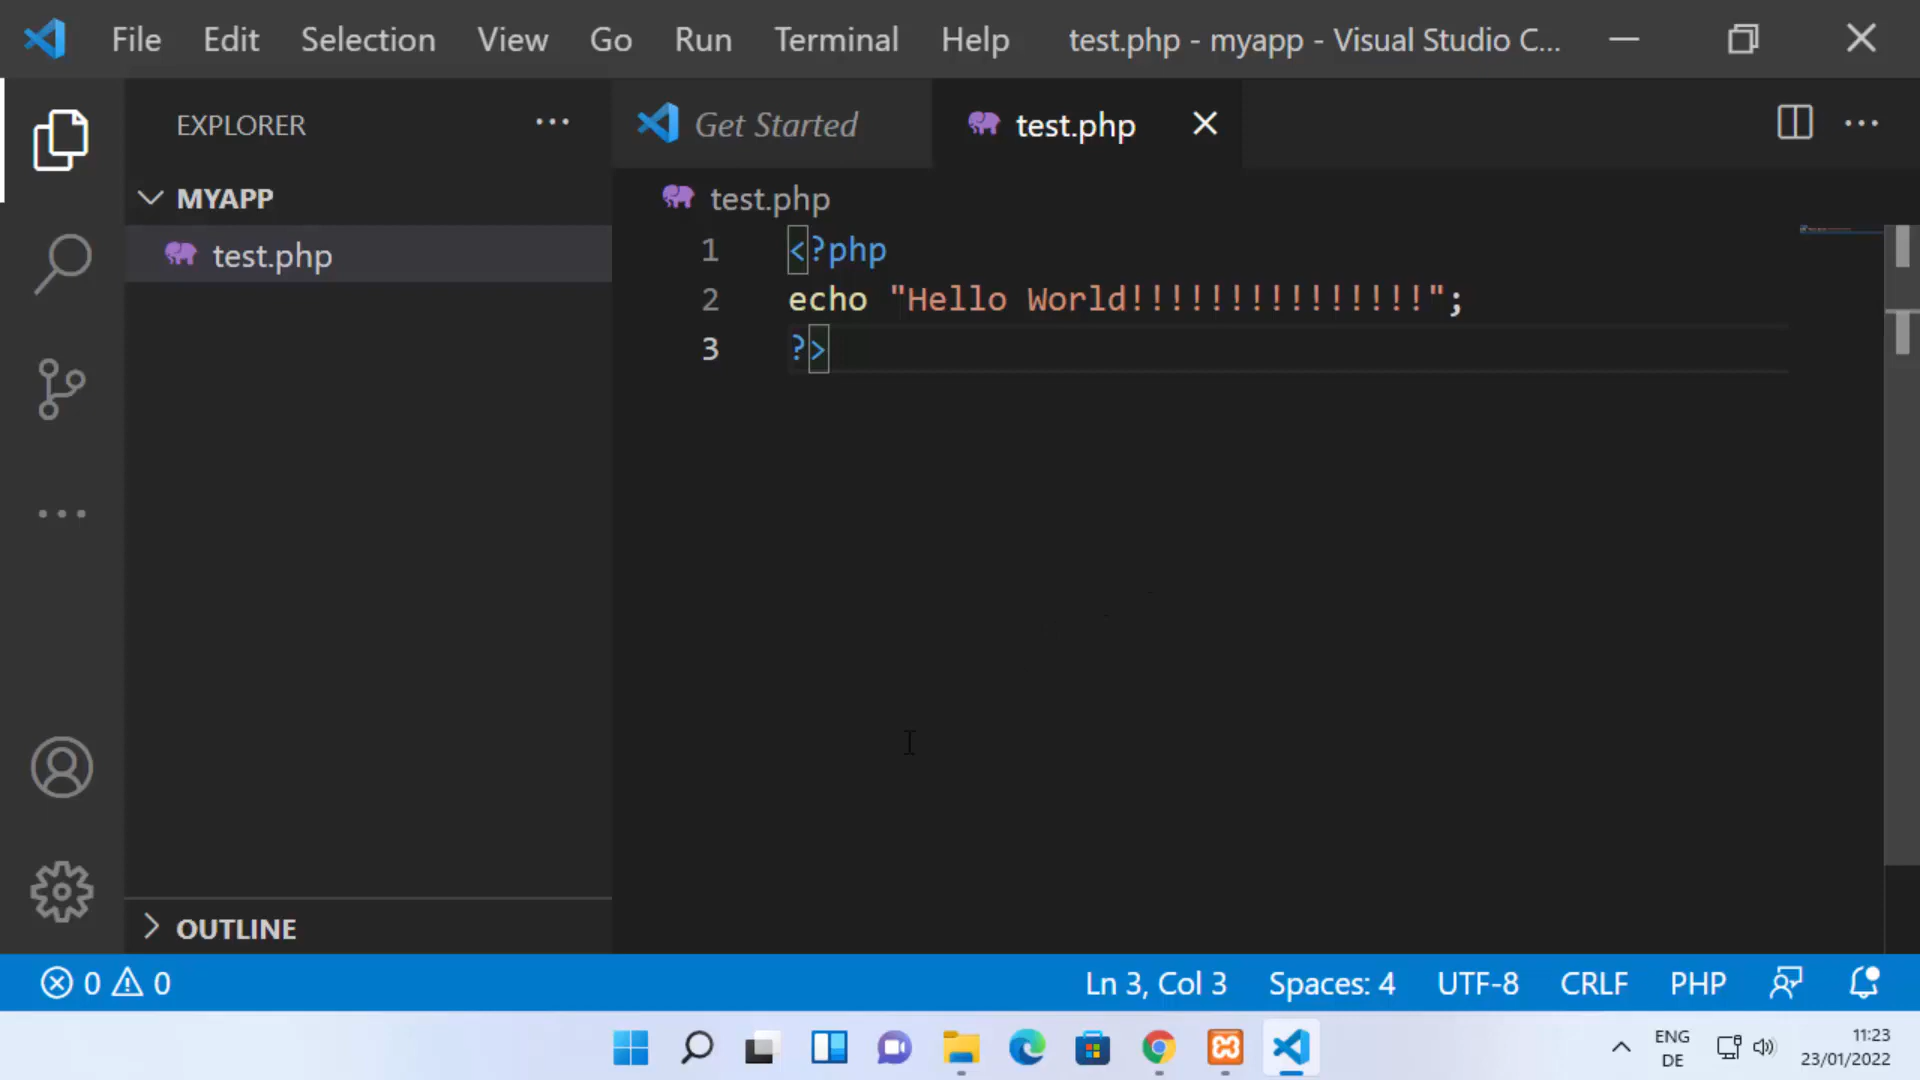 File Edit Selection View Go Run Terminal Help test.php - myapp - Visual Studio C...
EXPLORER
Get Started
test.php
MYAPP
test.php
test.php
1 <?php
2 echo "Hello World!!!!!!!!!!!!!!!";
3 ?>
OUTLINE
0 0 Ln 3, Col 3 Spaces: 4 UTF-8 CRLF PHP
ENG
DE
11:23
23/01/2022